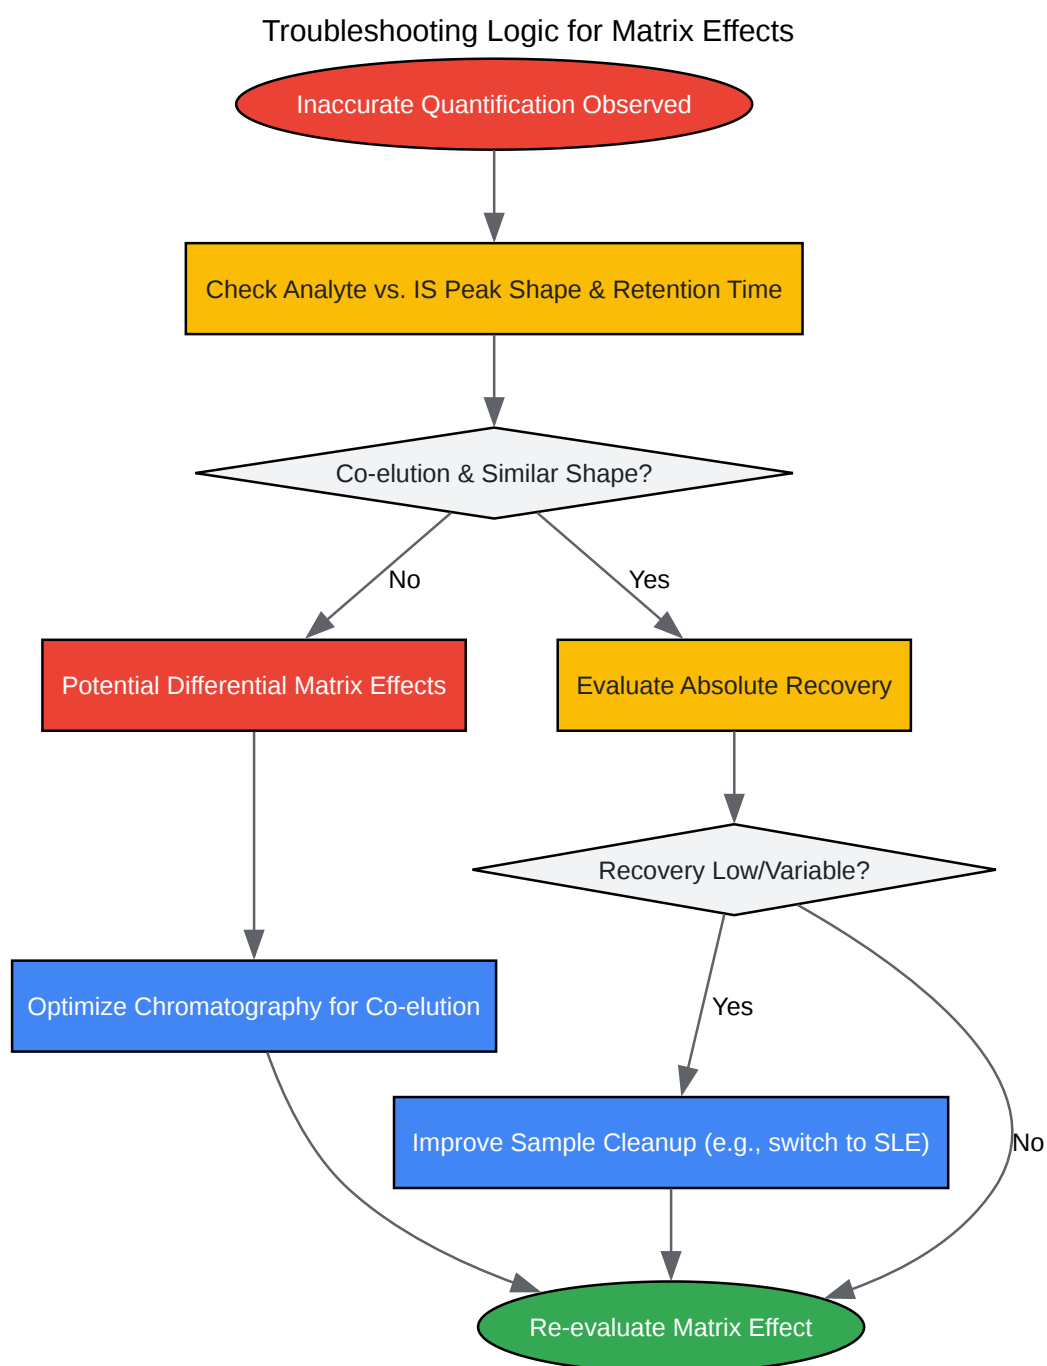 Troubleshooting Logic for Matrix Effects
Inaccurate Quantification Observed
Check Analyte vs. IS Peak Shape & Retention Time
Co-elution & Similar Shape?
No
Yes
Potential Differential Matrix Effects
Evaluate Absolute Recovery
Recovery Low/Variable?
Optimize Chromatography for Co-elution
Yes
Improve Sample Cleanup (e.g., switch to SLE)
No
Re-evaluate Matrix Effect